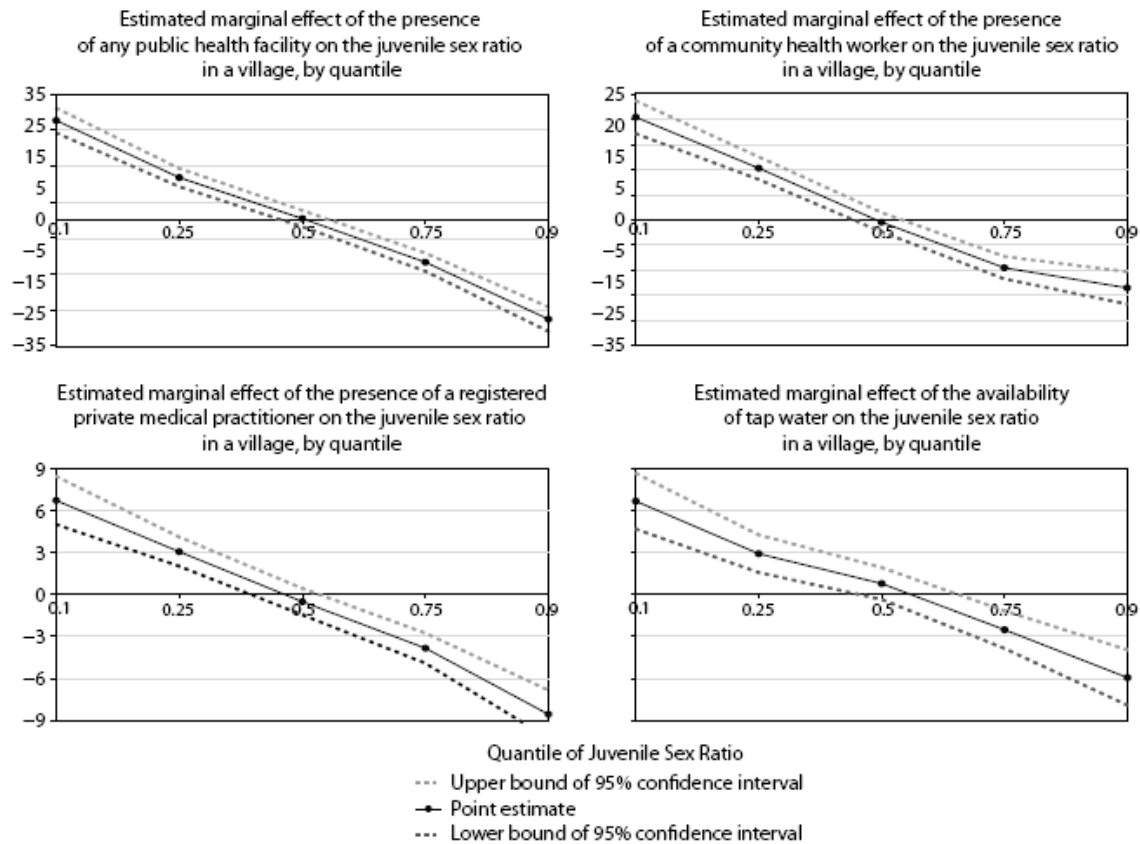 Estimated marginal effect of the presence
of any public health facility on the juvenile sex ratio
in a village, by quantile
35
25
15
5
0
−5
−15
−25
−35
0.1
0.25
0.5
0.75
0.9
Estimated marginal effect of the presence
of a community health worker on the juvenile sex ratio
in a village, by quantile
25
20
15
5
0
−5
−15
−25
−35
0.1
0.25
0.5
0.75
0.9
Estimated marginal effect of the presence of a registered
private medical practitioner on the juvenile sex ratio
in a village, by quantile
9
6
3
0
−3
−6
−9
0.1
0.25
0.5
0.75
0.9
Estimated marginal effect of the availability
of tap water on the juvenile sex ratio
in a village, by quantile
0.1
0.25
0.5
0.75
0.9
Quantile of Juvenile Sex Ratio
Upper bound of 95% confidence interval
Point estimate
Lower bound of 95% confidence interval